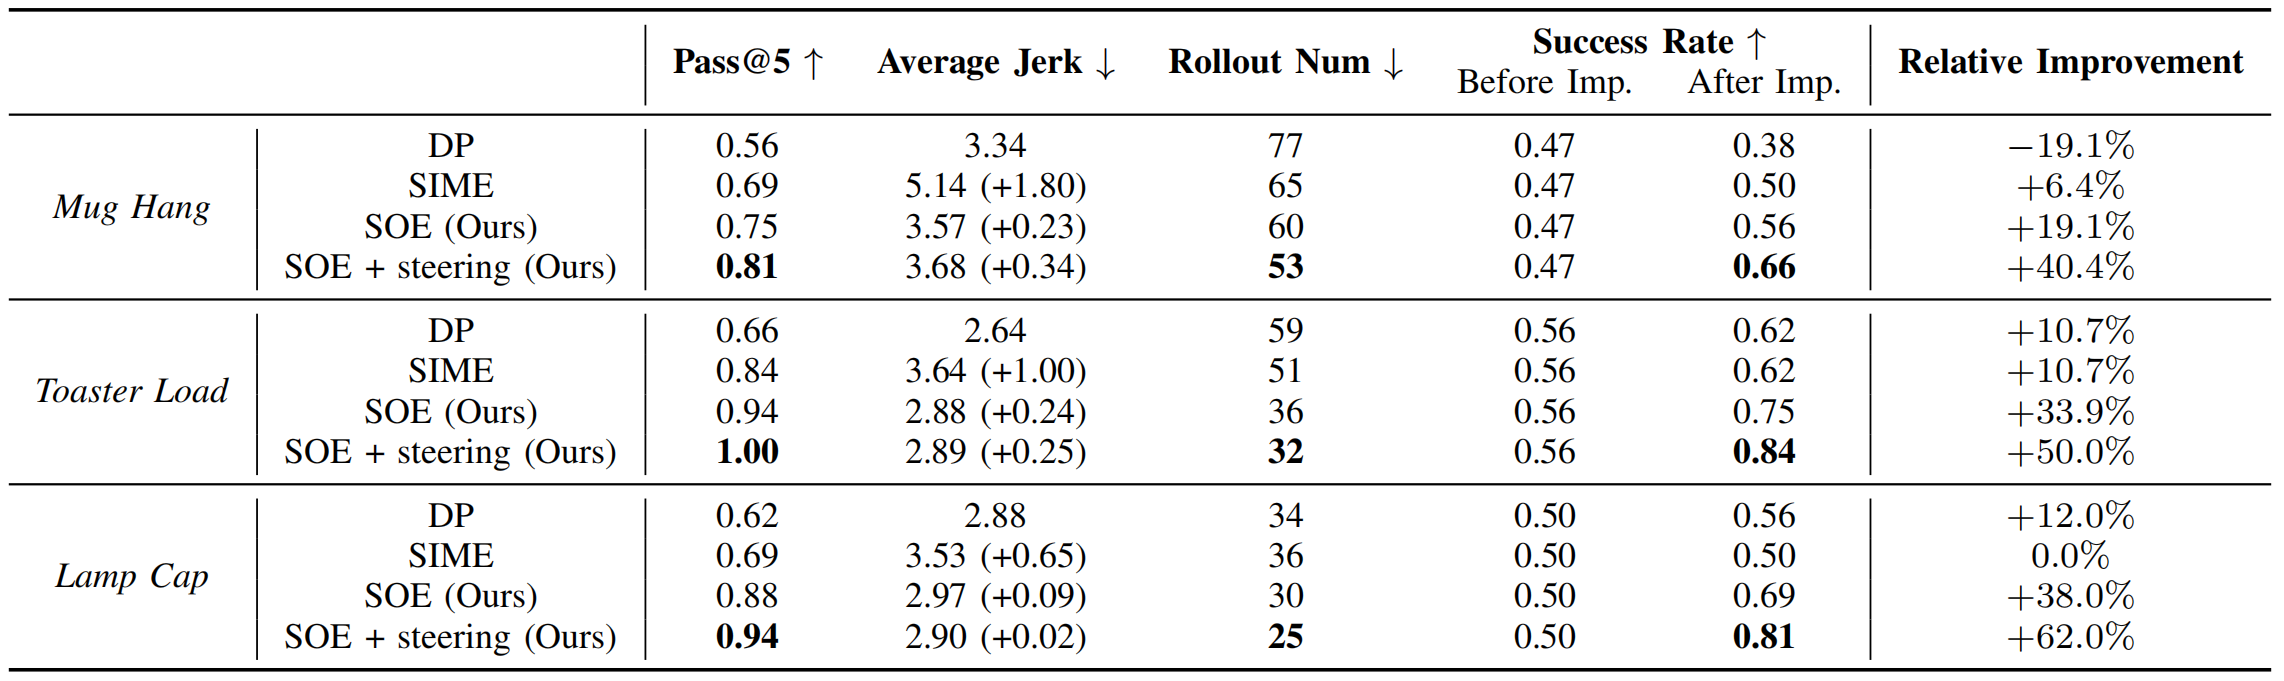 Pass@5 ↑ Average Jerk ↓ Rollout Num ↓ Success Rate ↑ Relative Improvement
Before Imp. After Imp.
Mug Hang
DP 0.56 3.34 77 0.47 0.38 −19.1%
SIME 0.69 5.14 (+1.80) 65 0.47 0.50 +6.4%
SOE (Ours) 0.75 3.57 (+0.23) 60 0.47 0.56 +19.1%
SOE + steering (Ours) 0.81 3.68 (+0.34) 53 0.47 0.66 +40.4%
Toaster Load
DP 0.66 2.64 59 0.56 0.62 +10.7%
SIME 0.84 3.64 (+1.00) 51 0.56 0.62 +10.7%
SOE (Ours) 0.94 2.88 (+0.24) 36 0.56 0.75 +33.9%
SOE + steering (Ours) 1.00 2.89 (+0.25) 32 0.56 0.84 +50.0%
Lamp Cap
DP 0.62 2.88 34 0.50 0.56 +12.0%
SIME 0.69 3.53 (+0.65) 36 0.50 0.50 0.0%
SOE (Ours) 0.88 2.97 (+0.09) 30 0.50 0.69 +38.0%
SOE + steering (Ours) 0.94 2.90 (+0.02) 25 0.50 0.81 +62.0%